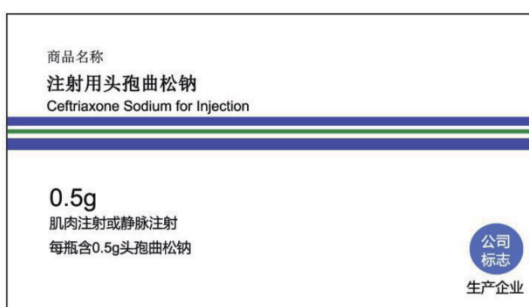 商品名称
注射用头孢曲松钠
Ceftriaxone Sodium for Injection
0.5g
肌肉注射或静脉注射
每瓶含0.5g头孢曲松钠
公司
标志
生产企业